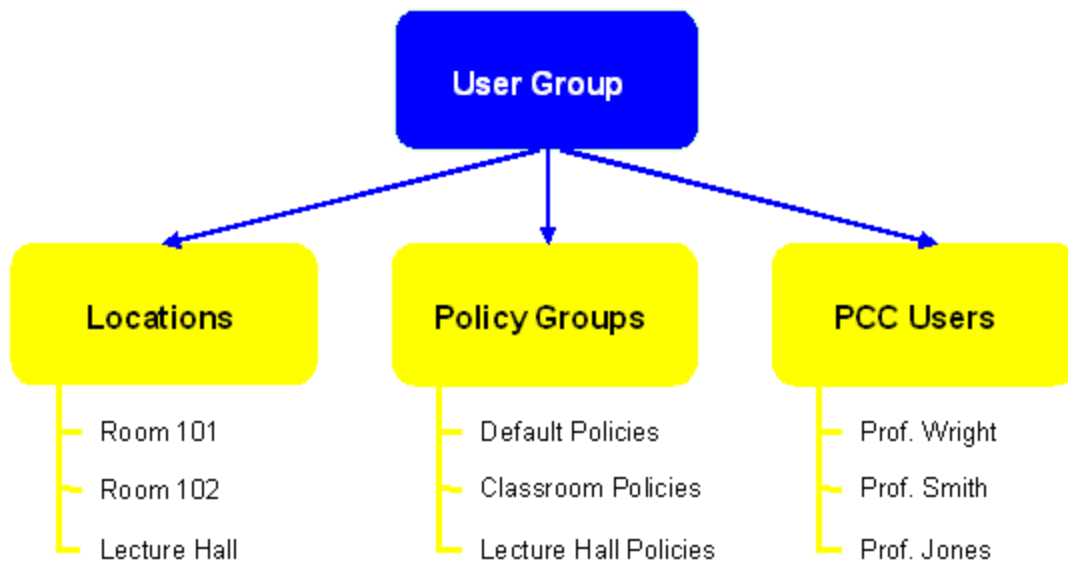 User Group
Locations
Policy Groups
PCC Users
Room 101
Default Policies
Prof. Wright
Room 102
Classroom Policies
Prof. Smith
Lecture Hall
Lecture Hall Policies
Prof. Jones